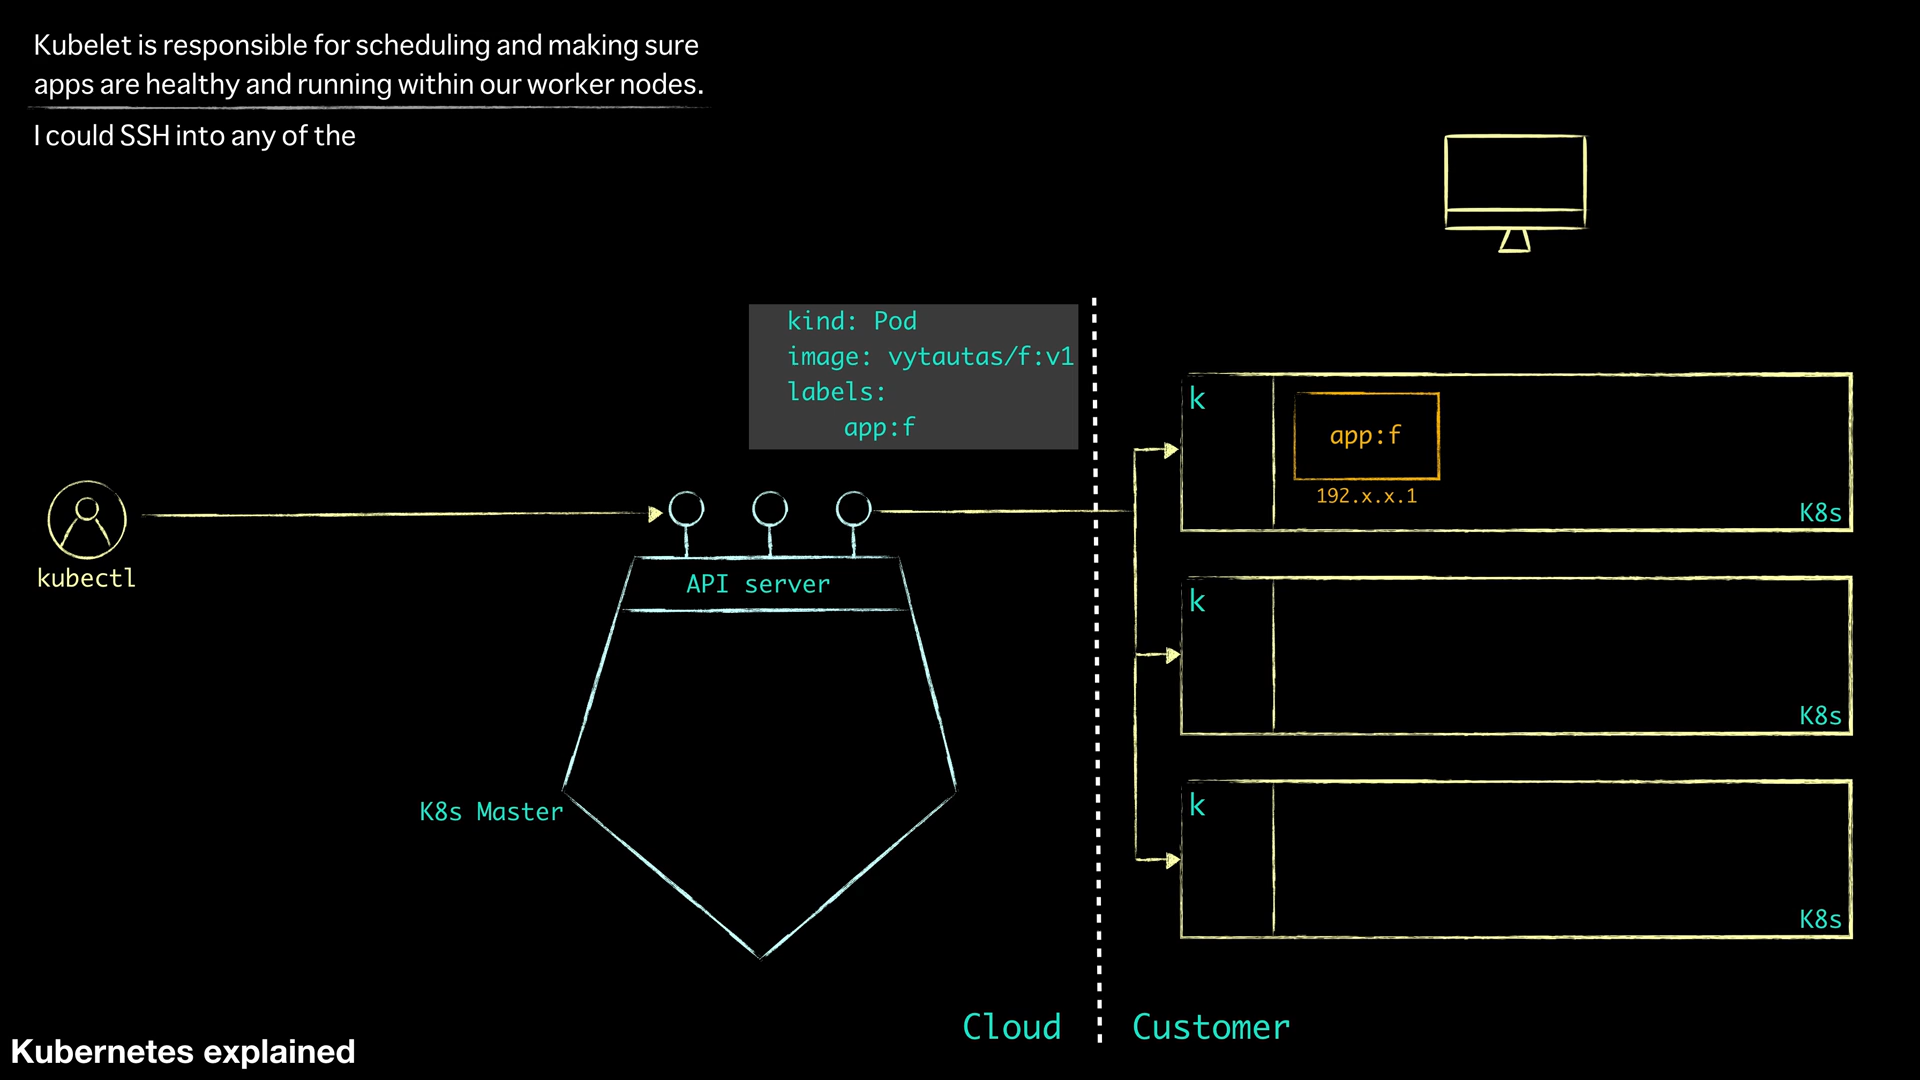 Kubelet is responsible for scheduling and making sure
apps are healthy and running within our worker nodes.
I could SSH into any of the
kind: Pod
image: vytautas/f:v1
labels:
app:f
k
app:f
192.x.x.1
K8s
kubectl
API server
k
K8s
K8s Master
k
K8s
Cloud
Customer
Kubernetes explained